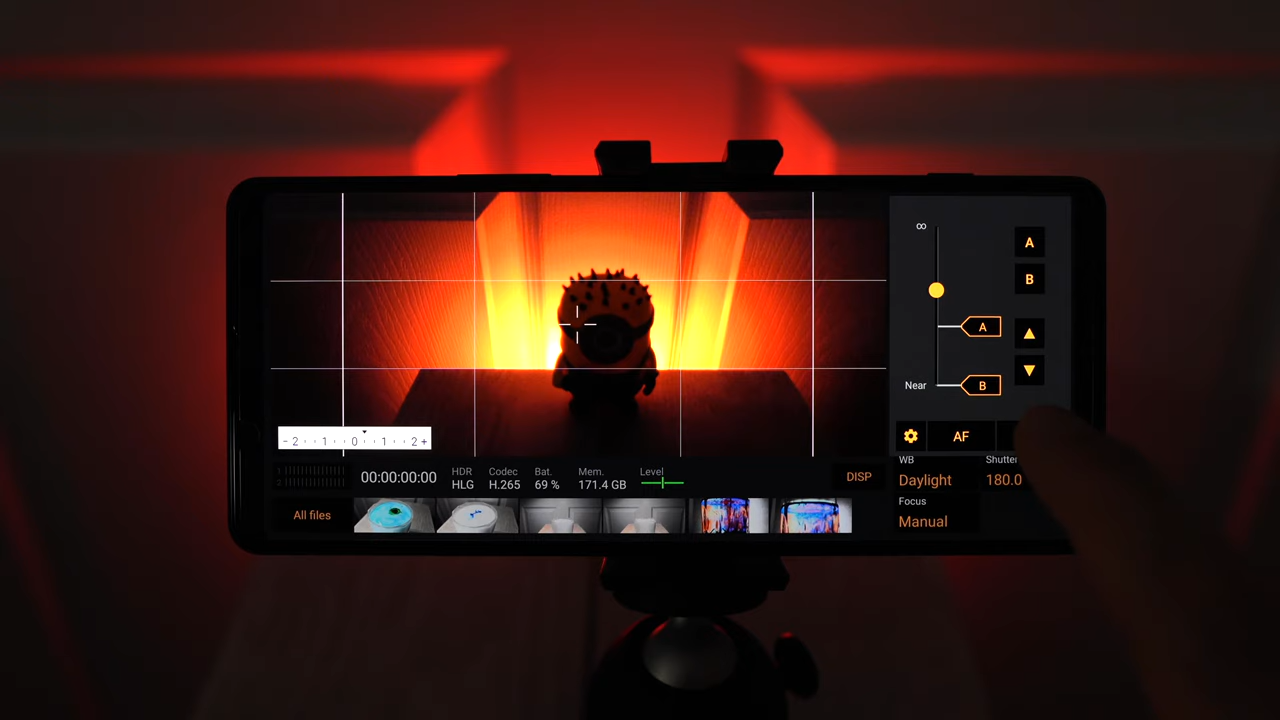 ∞
A
B
A
Near
B
AF
- 2 1 0 1 2 +
00:00:00:00
HDR
HLG
Codec
H.265
Bat.
69 %
Mem.
171.4 GB
Level
DISP
WB
Daylight
Shutter
180.0
Focus
Manual
All files